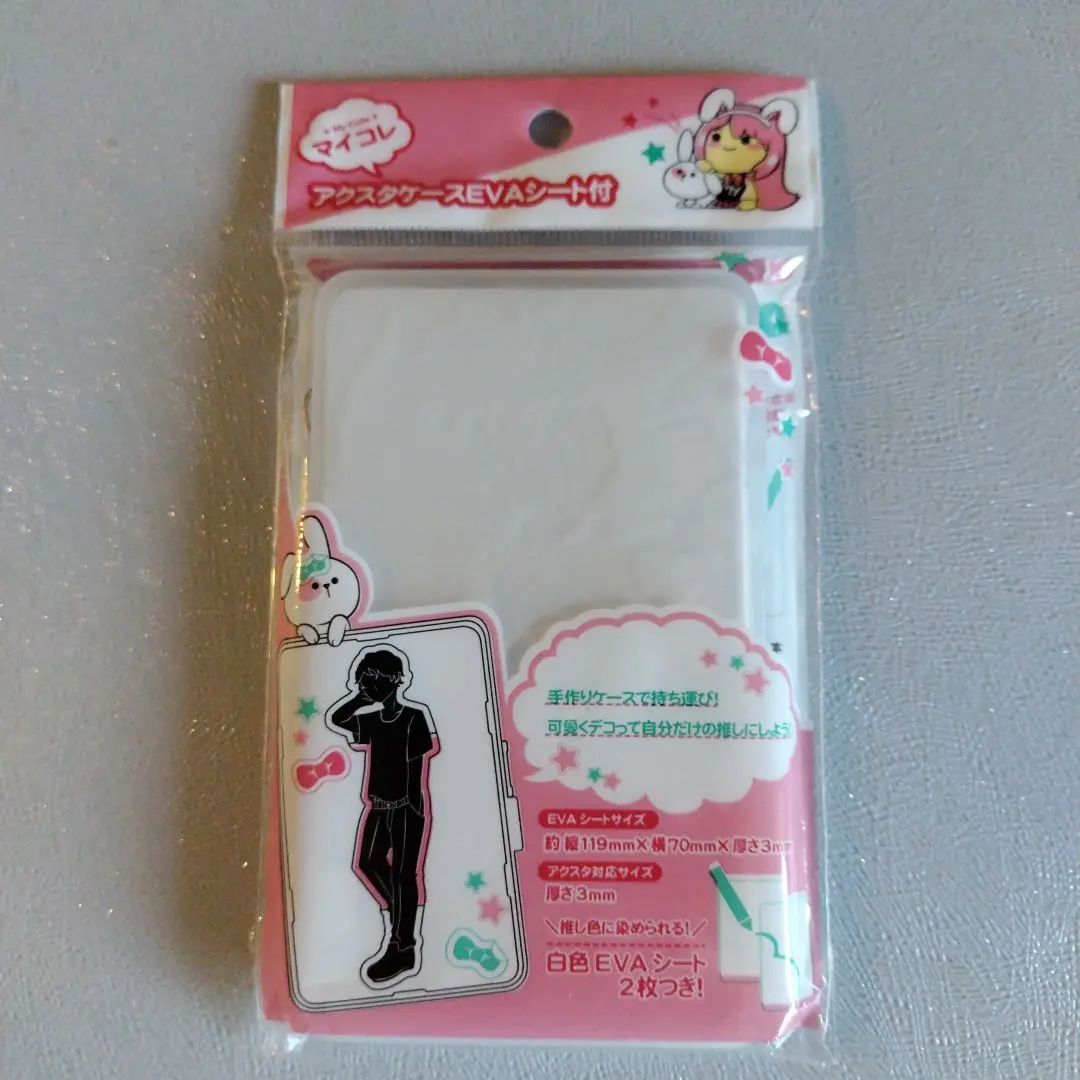 マイコレ
アクスタケースEVAシート付
手作りケースで持ち運び!
可愛くデコって自分だけの推しにしよう!
EVAシートサイズ
約 縦119mm×横70mm×厚さ3mm
アクスタ対応サイズ
厚さ3mm
\推し色に染められる!/
白色EVAシート
2枚つき!